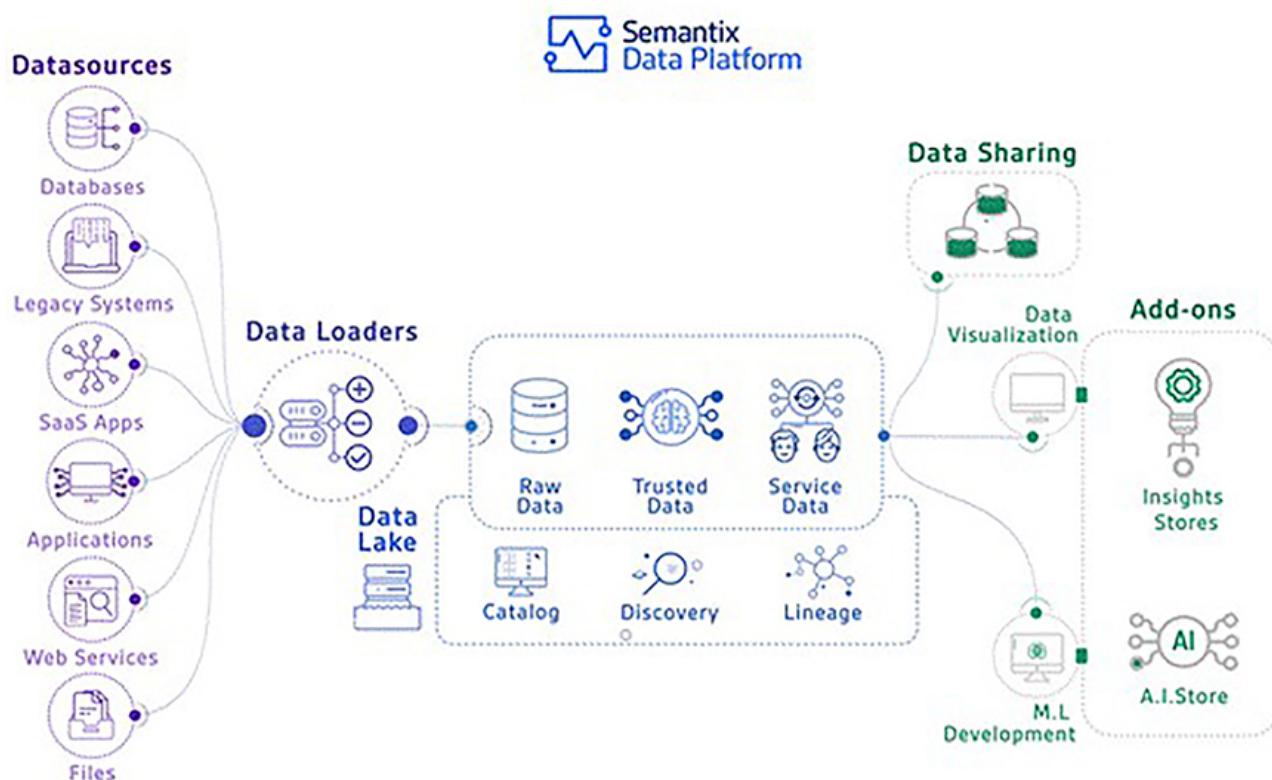 Semantix
Data Platform
Datasources
Databases
Legacy Systems
SaaS Apps
Applications
Web Services
Files
Data Loaders
Data
Lake
Raw
Data
Trusted
Data
Service
Data
Catalog
Discovery
Lineage
Data Sharing
Data
Visualization
M.L
Development
Add-ons
Insights
Stores
AI
A.I.Store